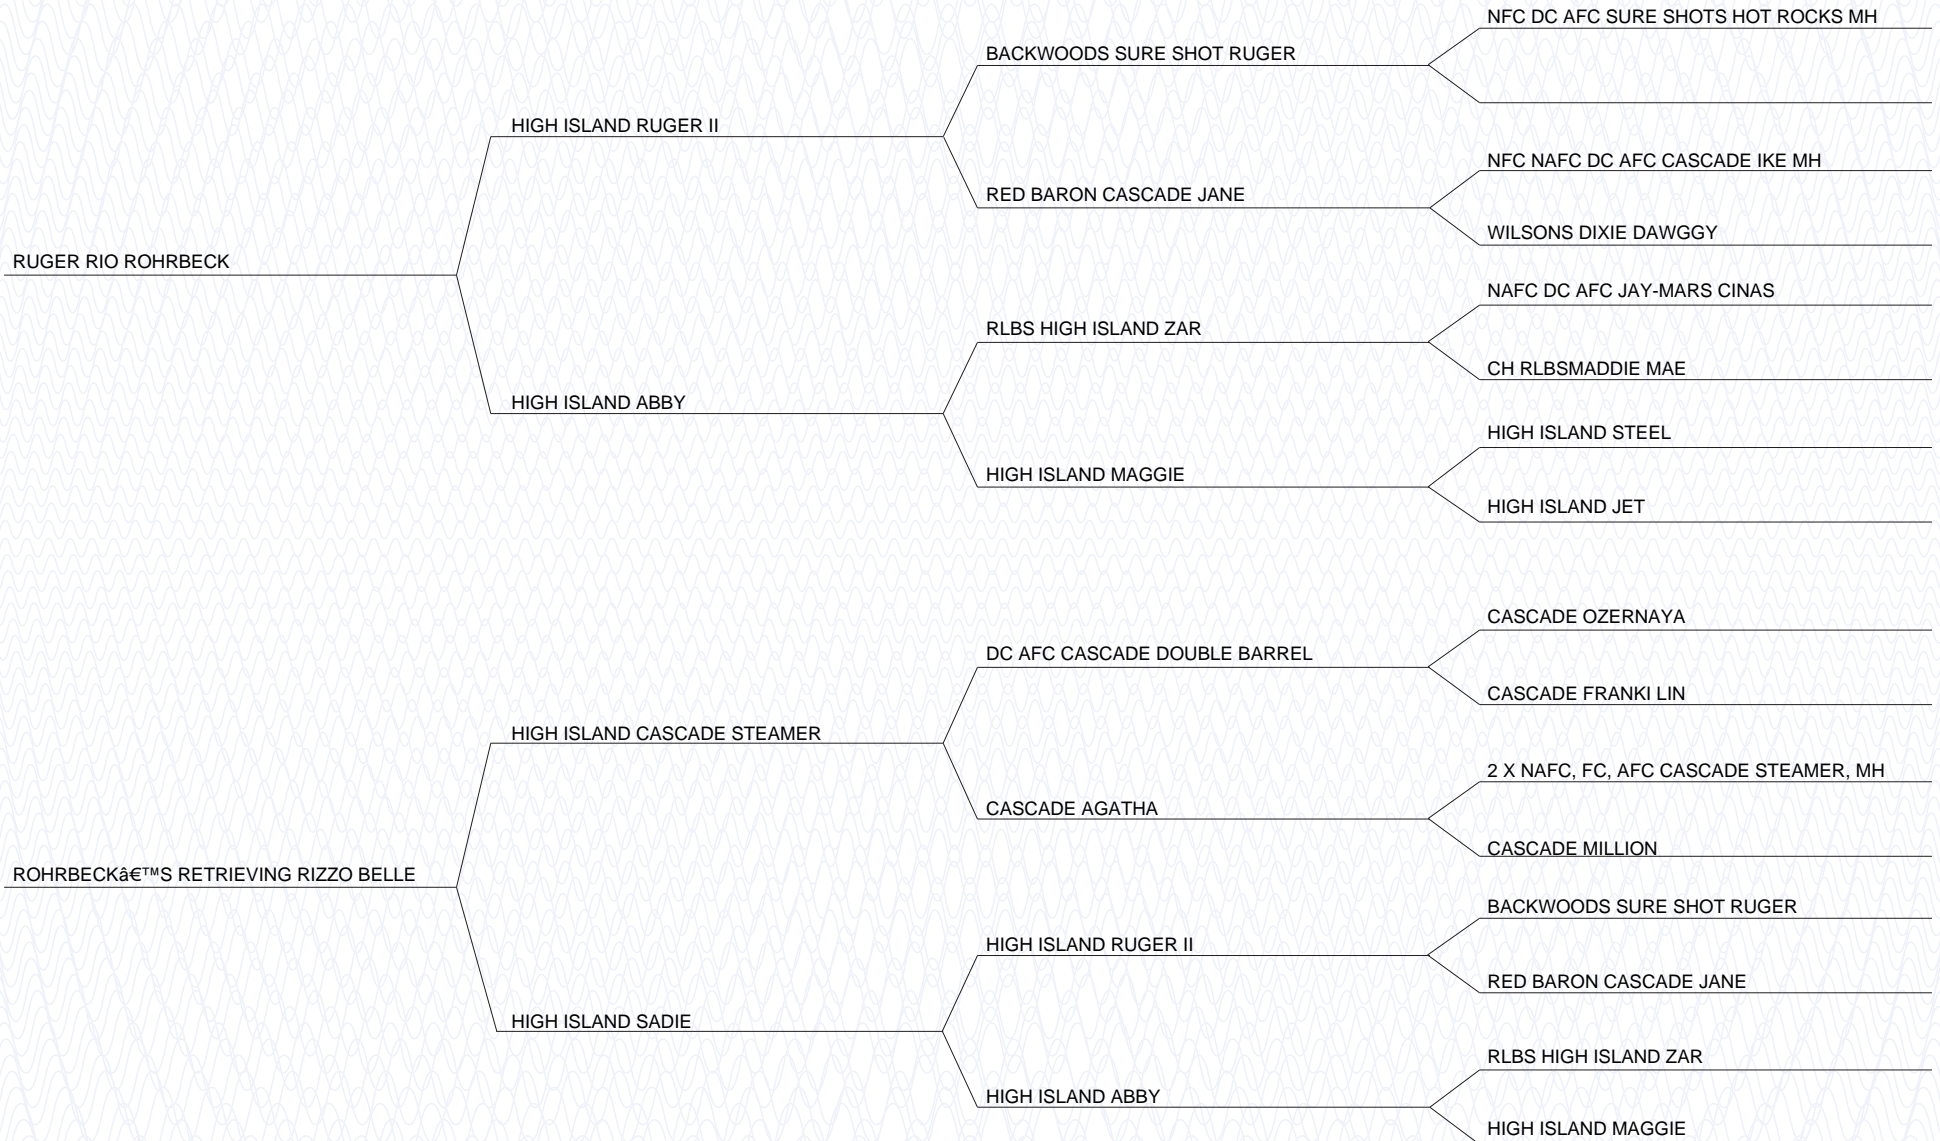 NFC DC AFC SURE SHOTS HOT ROCKS MH
BACKWOODS SURE SHOT RUGER
HIGH ISLAND RUGER II
NFC NAFC DC AFC CASCADE IKE MH
RED BARON CASCADE JANE
WILSONS DIXIE DAWGGY
RUGER RIO ROHRBECK
NAFC DC AFC JAY-MARS CINAS
RLBS HIGH ISLAND ZAR
CH RLBSMADDIE MAE
HIGH ISLAND ABBY
HIGH ISLAND STEEL
HIGH ISLAND MAGGIE
HIGH ISLAND JET
CASCADE OZERNAYA
DC AFC CASCADE DOUBLE BARREL
CASCADE FRANKI LIN
HIGH ISLAND CASCADE STEAMER
2 X NAFC, FC, AFC CASCADE STEAMER, MH
CASCADE AGATHA
CASCADE MILLION
ROHRBECKâ€™S RETRIEVING RIZZO BELLE
BACKWOODS SURE SHOT RUGER
HIGH ISLAND RUGER II
RED BARON CASCADE JANE
HIGH ISLAND SADIE
RLBS HIGH ISLAND ZAR
HIGH ISLAND ABBY
HIGH ISLAND MAGGIE